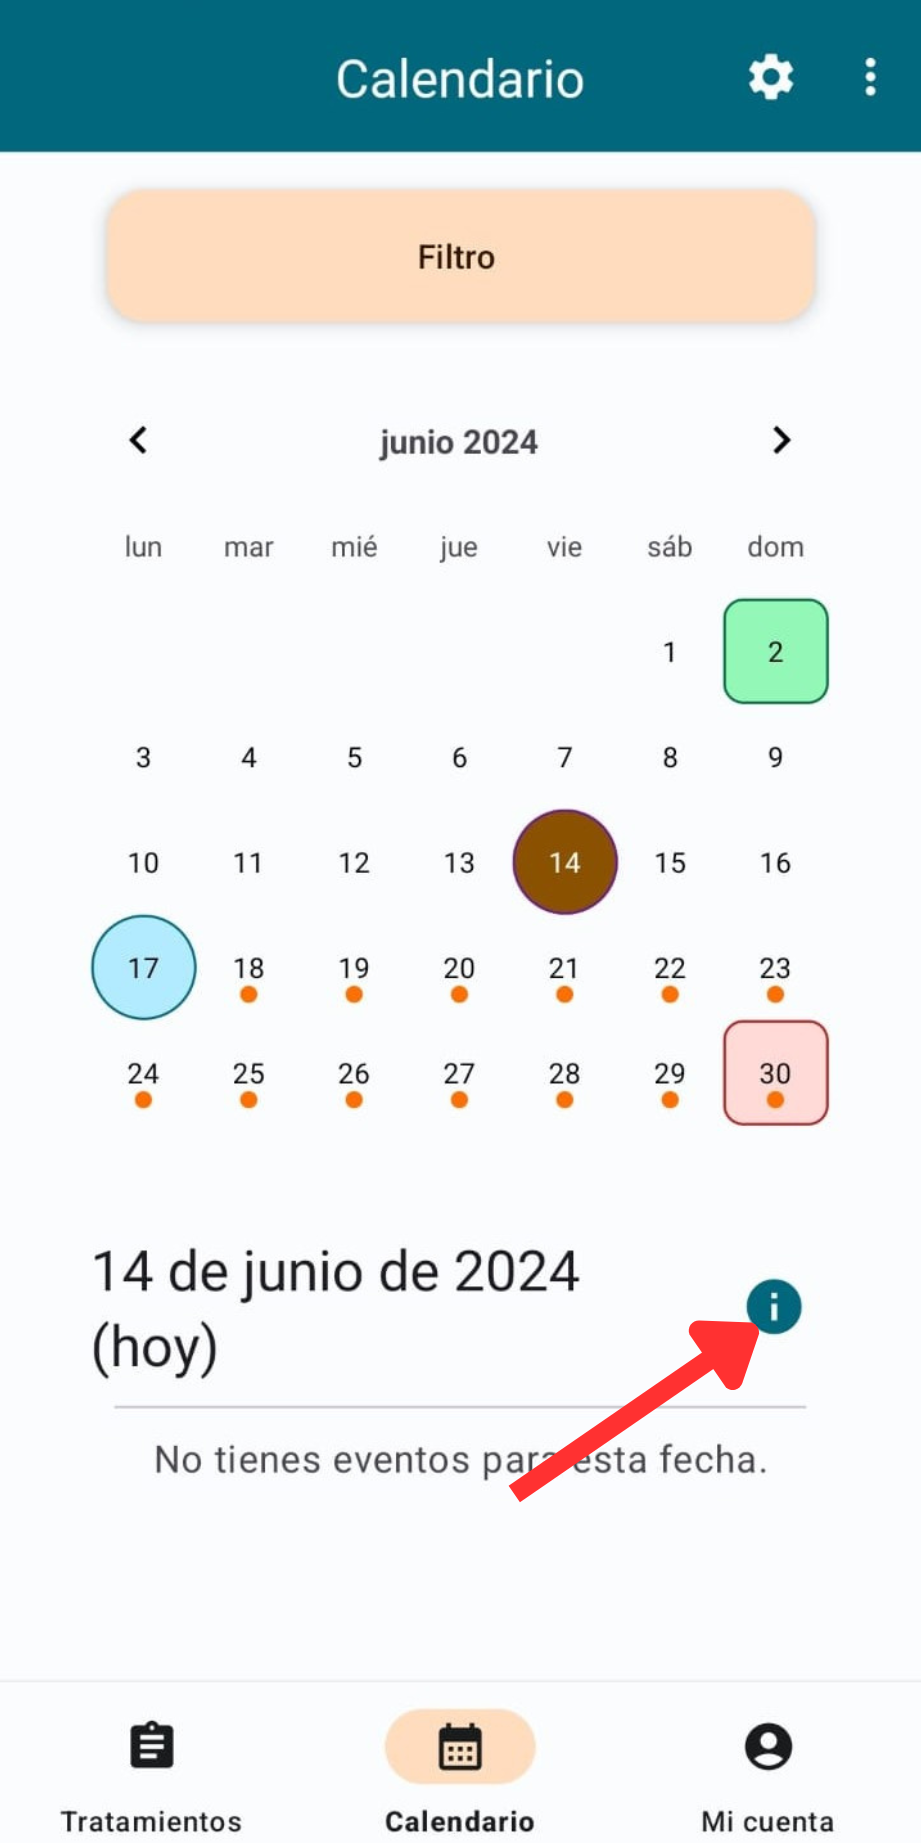 Calendario
Filtro
junio 2024
lun mar mié jue vie sáb dom
1 2
3 4 5 6 7 8 9
10 11 12 13 14 15 16
17 18 19 20 21 22 23
24 25 26 27 28 29 30
14 de junio de 2024
(hoy)
i
No tienes eventos para esta fecha.
Tratamientos Calendario Mi cuenta